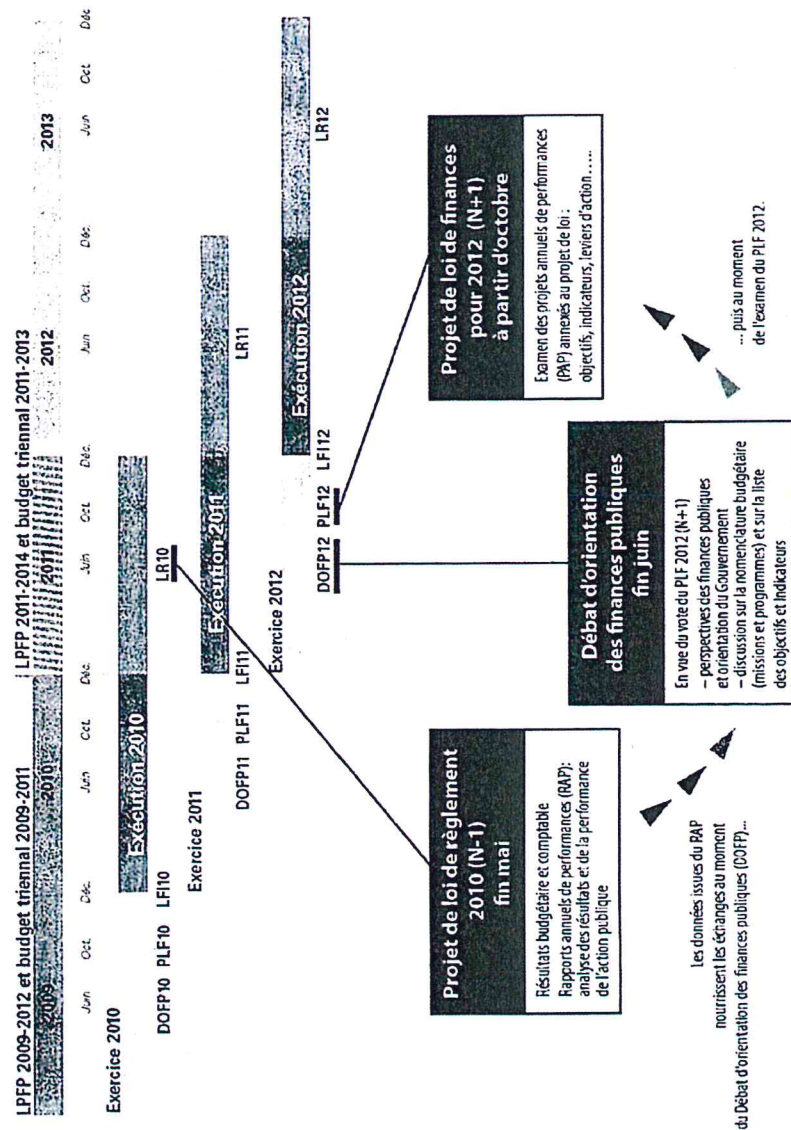 LPFP 2009-2012 et budget triennal 2009-2011
LPFP 2011-2014 et budget triennal 2011-2013
2009
2010
2011
2012
2013
Juin Oct. Déc. Juin Oct. Déc. Juin Oct. Déc. Juin Oct. Déc. Jun Oct. Déc
Exercice 2010
Exécution 2010
DOFP10 PLF10 LFI10
LR10
Exercice 2011
Exécution 2011
DOFP11 PLF11 LFI11
LR11
Exercice 2012
Exécution 2012
DOFP12 PLF12 LFI12
LR12
Projet de loi de règlement
2010 (N-1)
fin mai
Résultats budgétaire et comptable
Rapports annuels de performances (RAP):
analyse des résultats et de la performance
de l'action publique
Débat d'orientation
des finances publiques
fin juin
En vue du vote du PLF 2012 (N+1)
– perspectives des finances publiques
et orientation du Gouvernement
– discussion sur la nomenclature budgétaire
(missions et programmes) et sur la liste
des objectifs et indicateurs
Projet de loi de finances
pour 2012 (N+1)
à partir d'octobre
Examen des projets annuels de performances
(PAP) annexés au projet de loi :
objectifs, indicateurs, leviers d'action......
Les données issues du RAP
nourrissent les échanges au moment
du Débat d'orientation des finances publiques (DOFP)...
... puis au moment
de l'examen du PLF 2012.